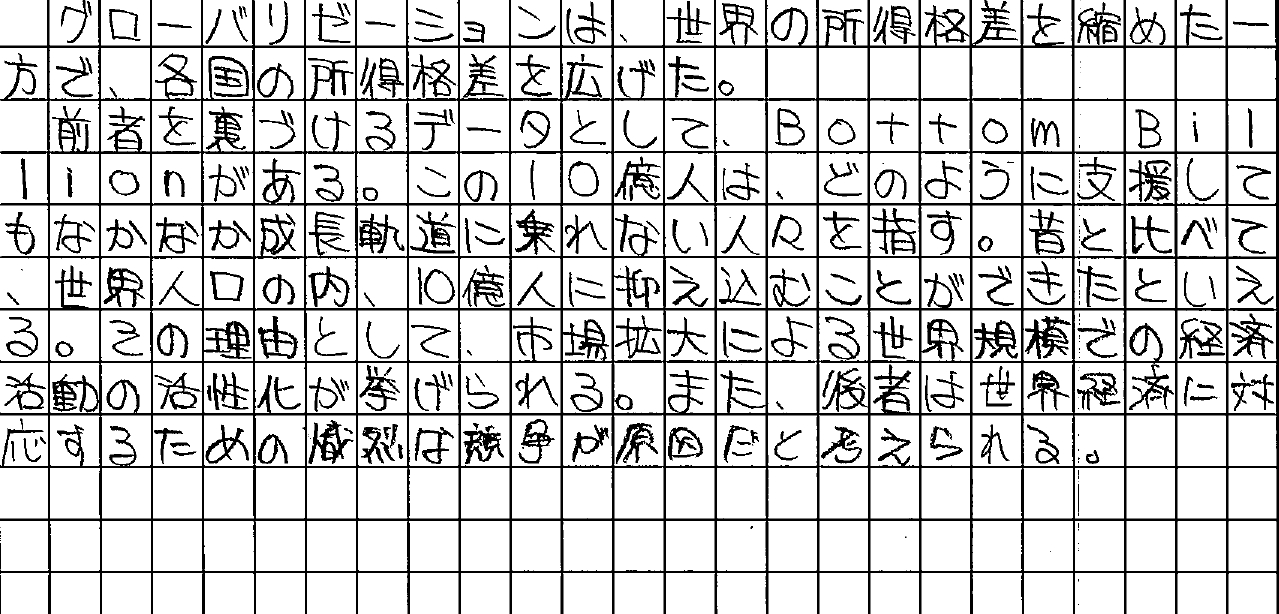 グローバリゼーションは、世界の所得格差を縮めた一
方で、各国の所得格差を広げた。
前者を裏づけるデータとして、Bottom Bil
lionがある。この10億人は、どのように支援して
もなかなか成長軌道に乗れない人々を指す。昔と比べて
、世界人口の内、10億人に抑え込むことができたといえ
る。その理由として、市場拡大による世界規模での経済
活動の活性化が挙げられる。また、後者は世界経済に対
応するための熾烈な競争が原因だと考えられる。